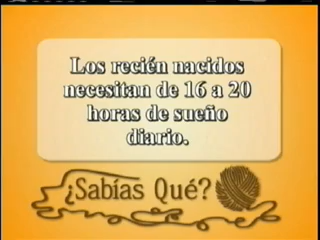 Los recién nacidos
necesitan de 16 a 20
horas de sueño
diario.
¿Sabías Qué?